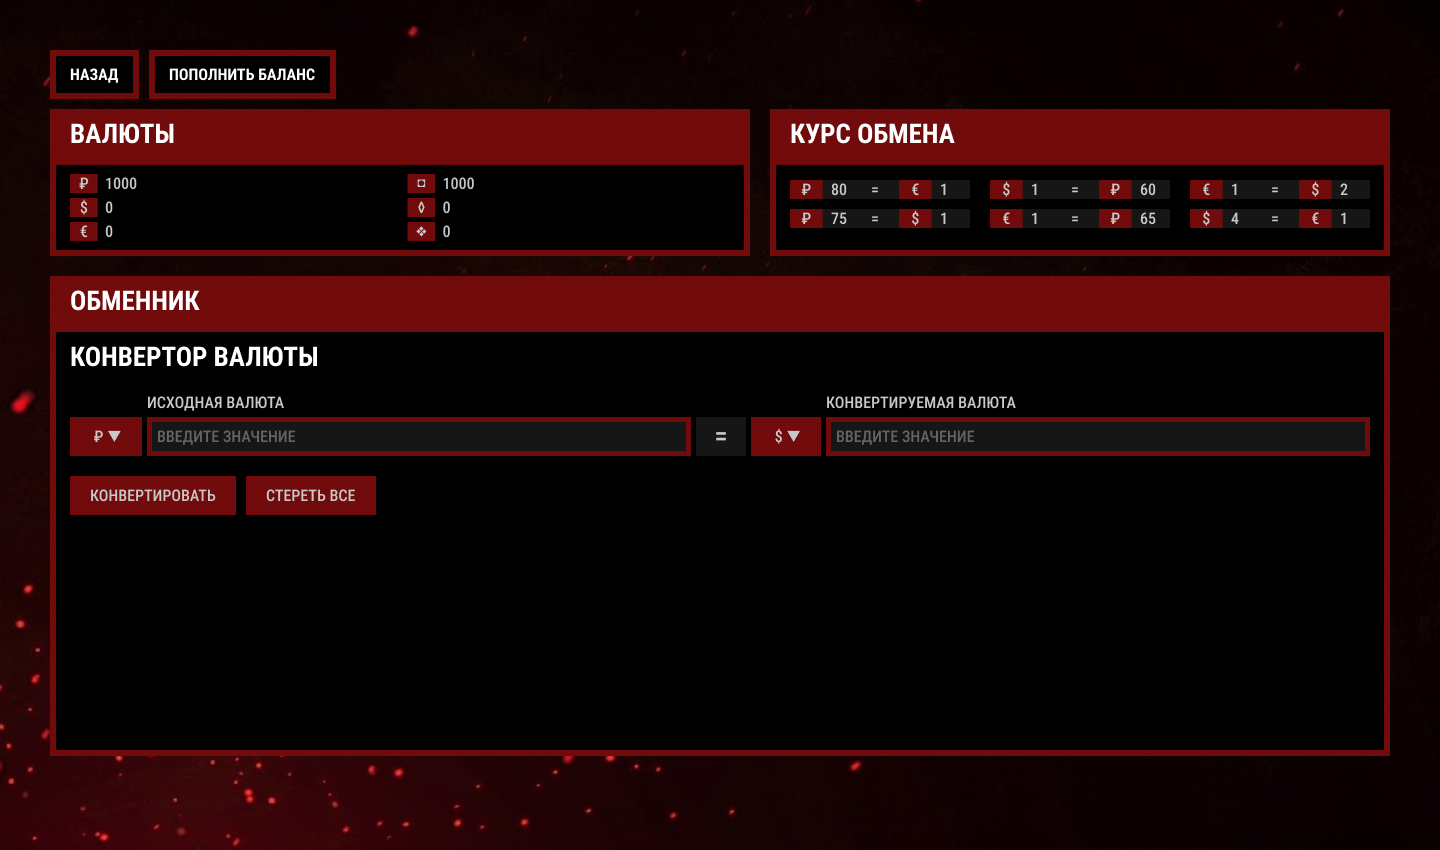 НАЗАД
ПОПОЛНИТЬ БАЛАНС
ВАЛЮТЫ
₽ 1000
¤ 1000
$ 0
◊ 0
€ 0
❖ 0
КУРС ОБМЕНА
₽ 80 = € 1
$ 1 = ₽ 60
€ 1 = $ 2
₽ 75 = $ 1
€ 1 = ₽ 65
$ 4 = € 1
ОБМЕННИК
КОНВЕРТОР ВАЛЮТЫ
ИСХОДНАЯ ВАЛЮТА
КОНВЕРТИРУЕМАЯ ВАЛЮТА
₽ ▼ ВВЕДИТЕ ЗНАЧЕНИЕ = $ ▼ ВВЕДИТЕ ЗНАЧЕНИЕ
КОНВЕРТИРОВАТЬ
СТЕРЕТЬ ВСЕ